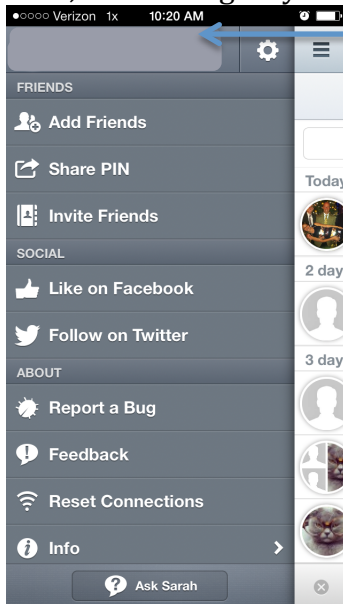 Verizon 1x 10:20 AM
FRIENDS
Add Friends
Share PIN
Today
Invite Friends
SOCIAL
2 day
Like on Facebook
Follow on Twitter
3 day
ABOUT
Report a Bug
Feedback
Reset Connections
Info
Ask Sarah